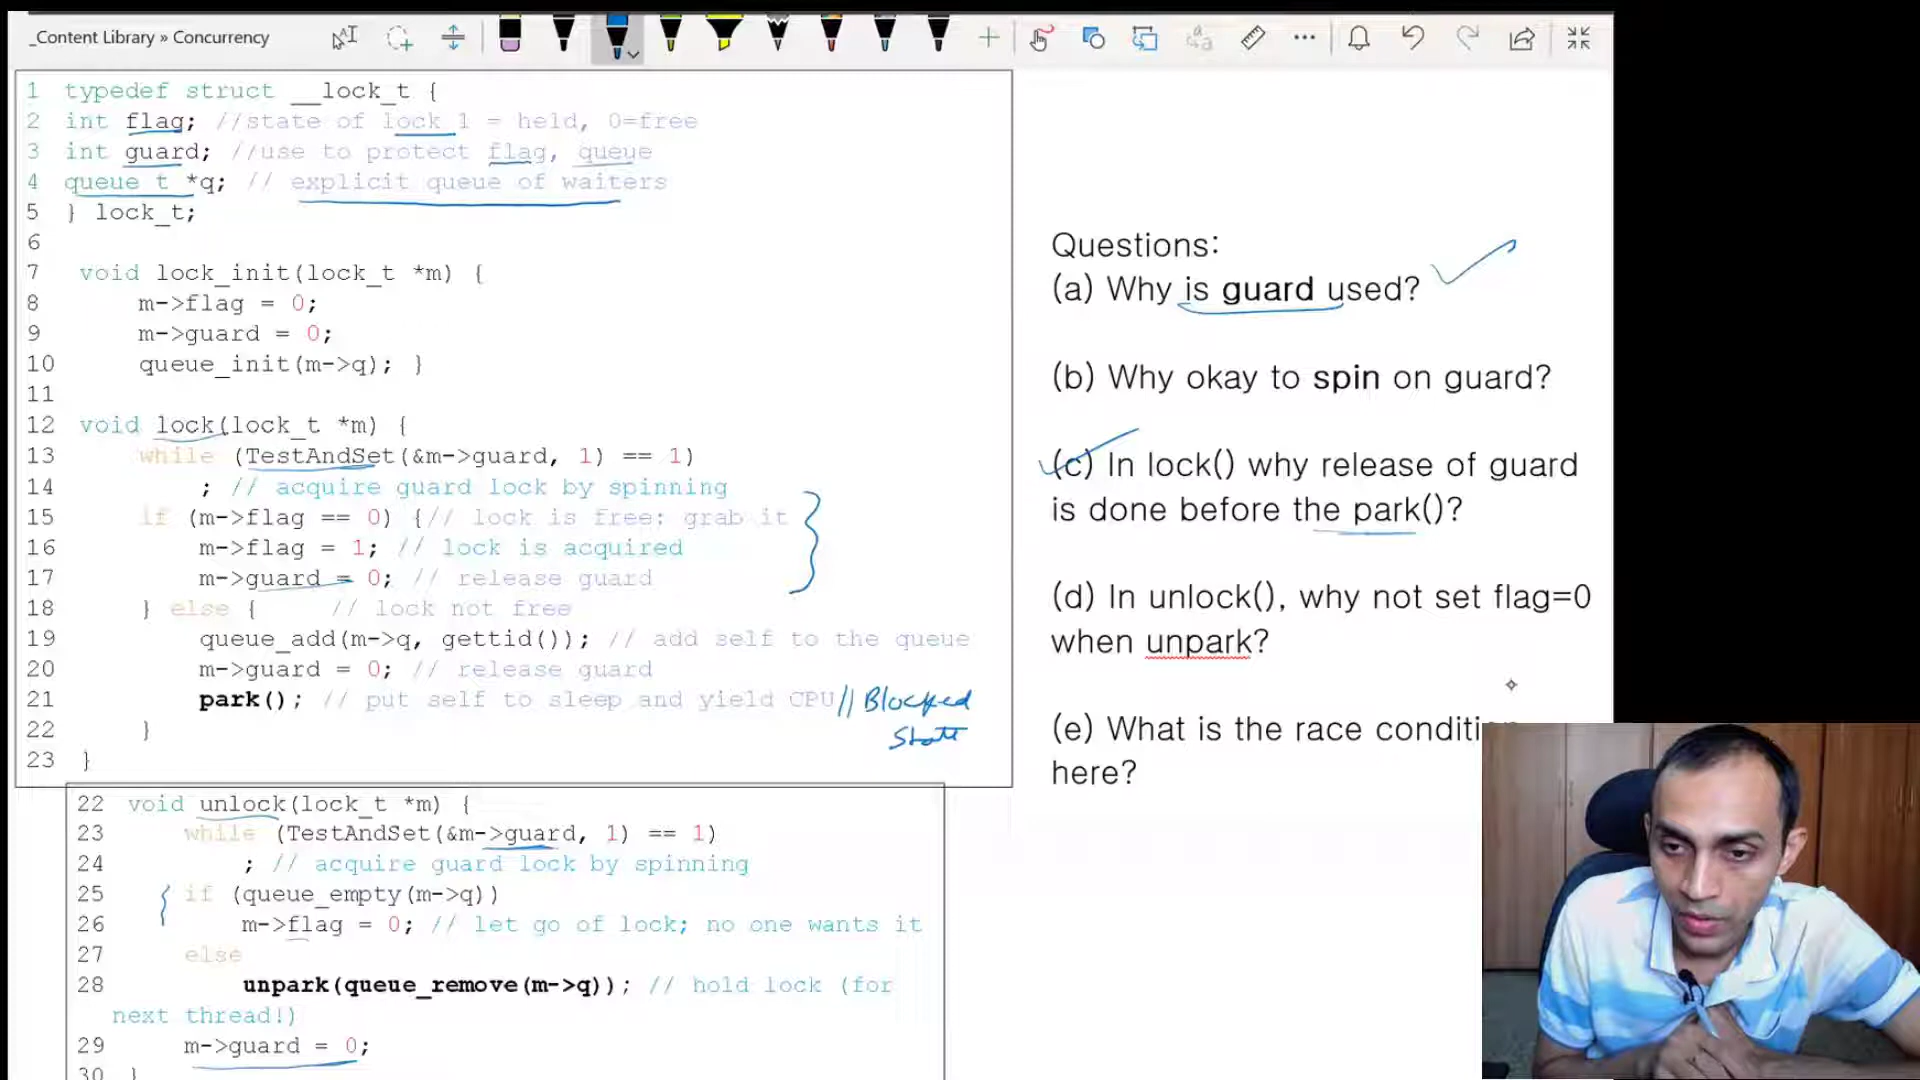 _Content Library » Concurrency
1 typedef struct __lock_t {
2 int flag; //state of lock 1 = held, 0=free
3 int guard; //use to protect flag, queue
4 queue_t *q; // explicit queue of waiters
5 } lock_t;
6
7 void lock_init(lock_t *m) {
8 m->flag = 0;
9 m->guard = 0;
10 queue_init(m->q); }
11
12 void lock(lock_t *m) {
13 while (TestAndSet(&m->guard, 1) == 1)
14 ; // acquire guard lock by spinning
15 if (m->flag == 0) {// lock is free: grab it
16 m->flag = 1; // lock is acquired
17 m->guard = 0; // release guard
18 } else { // lock not free
19 queue_add(m->q, gettid()); // add self to the queue
20 m->guard = 0; // release guard
21 park(); // put self to sleep and yield CPU // Blocked
State
22 }
23 }
22 void unlock(lock_t *m) {
23 while (TestAndSet(&m->guard, 1) == 1)
24 ; // acquire guard lock by spinning
25 if (queue_empty(m->q))
26 m->flag = 0; // let go of lock; no one wants it
27 else
28 unpark(queue_remove(m->q)); // hold lock (for
next thread!)
29 m->guard = 0;
30 }
Questions:
(a) Why is guard used?
(b) Why okay to spin on guard?
(c) In lock() why release of guard
is done before the park()?
(d) In unlock(), why not set flag=0
when unpark?
(e) What is the race conditi
here?